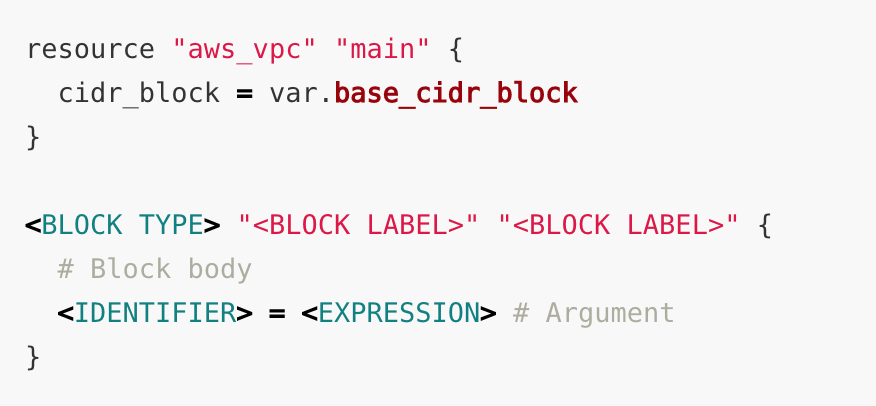 resource "aws_vpc" "main" {
  cidr_block = var.base_cidr_block
}

<BLOCK TYPE> "<BLOCK LABEL>" "<BLOCK LABEL>" {
  # Block body
  <IDENTIFIER> = <EXPRESSION> # Argument
}